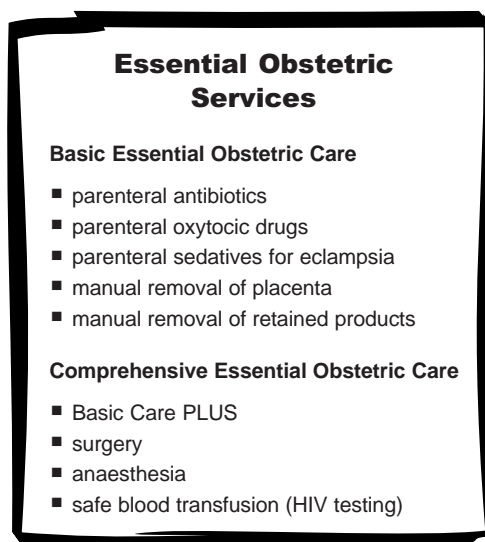 Essential Obstetric
Services
Basic Essential Obstetric Care
■ parenteral antibiotics
■ parenteral oxytocic drugs
■ parenteral sedatives for eclampsia
■ manual removal of placenta
■ manual removal of retained products
Comprehensive Essential Obstetric Care
■ Basic Care PLUS
■ surgery
■ anaesthesia
■ safe blood transfusion (HIV testing)